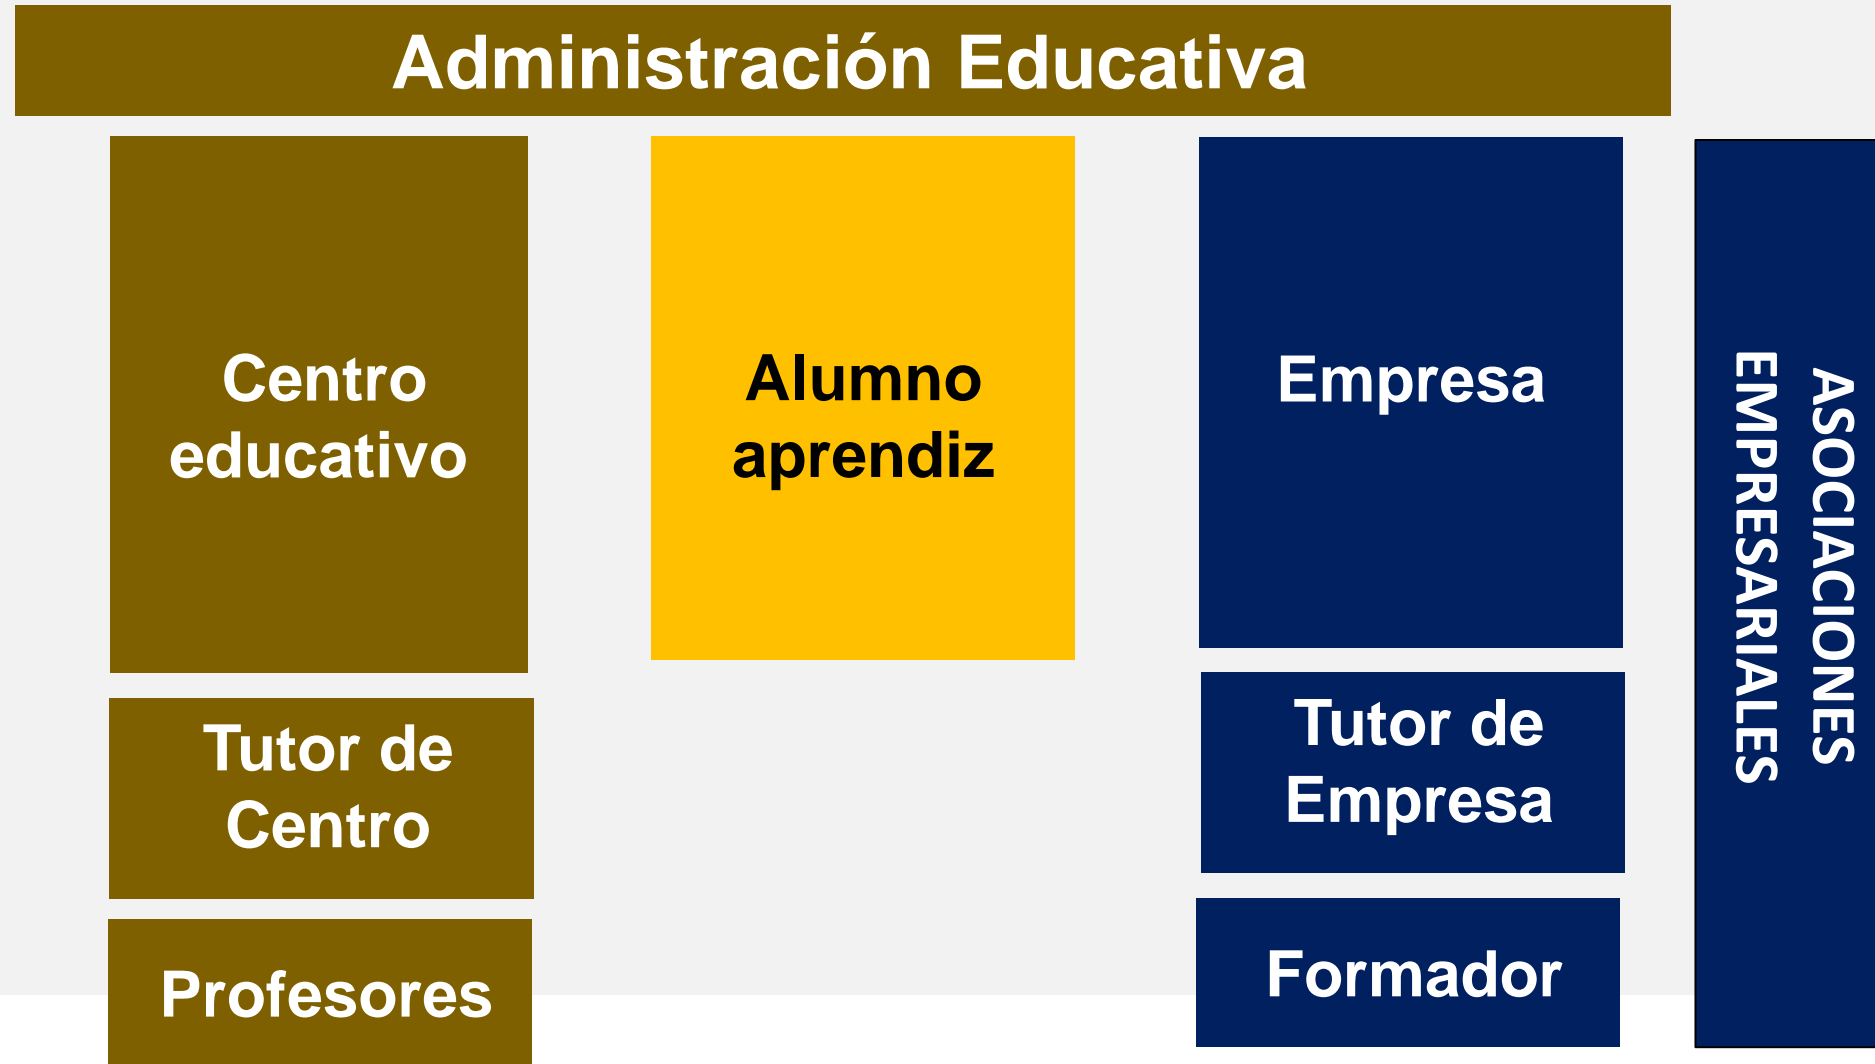 Administración Educativa
Centro
educativo
Tutor de
Centro
Profesores
Alumno
aprendiz
Empresa
Tutor de
Empresa
Formador
ASOCIACIONES
EMPRESARIALES